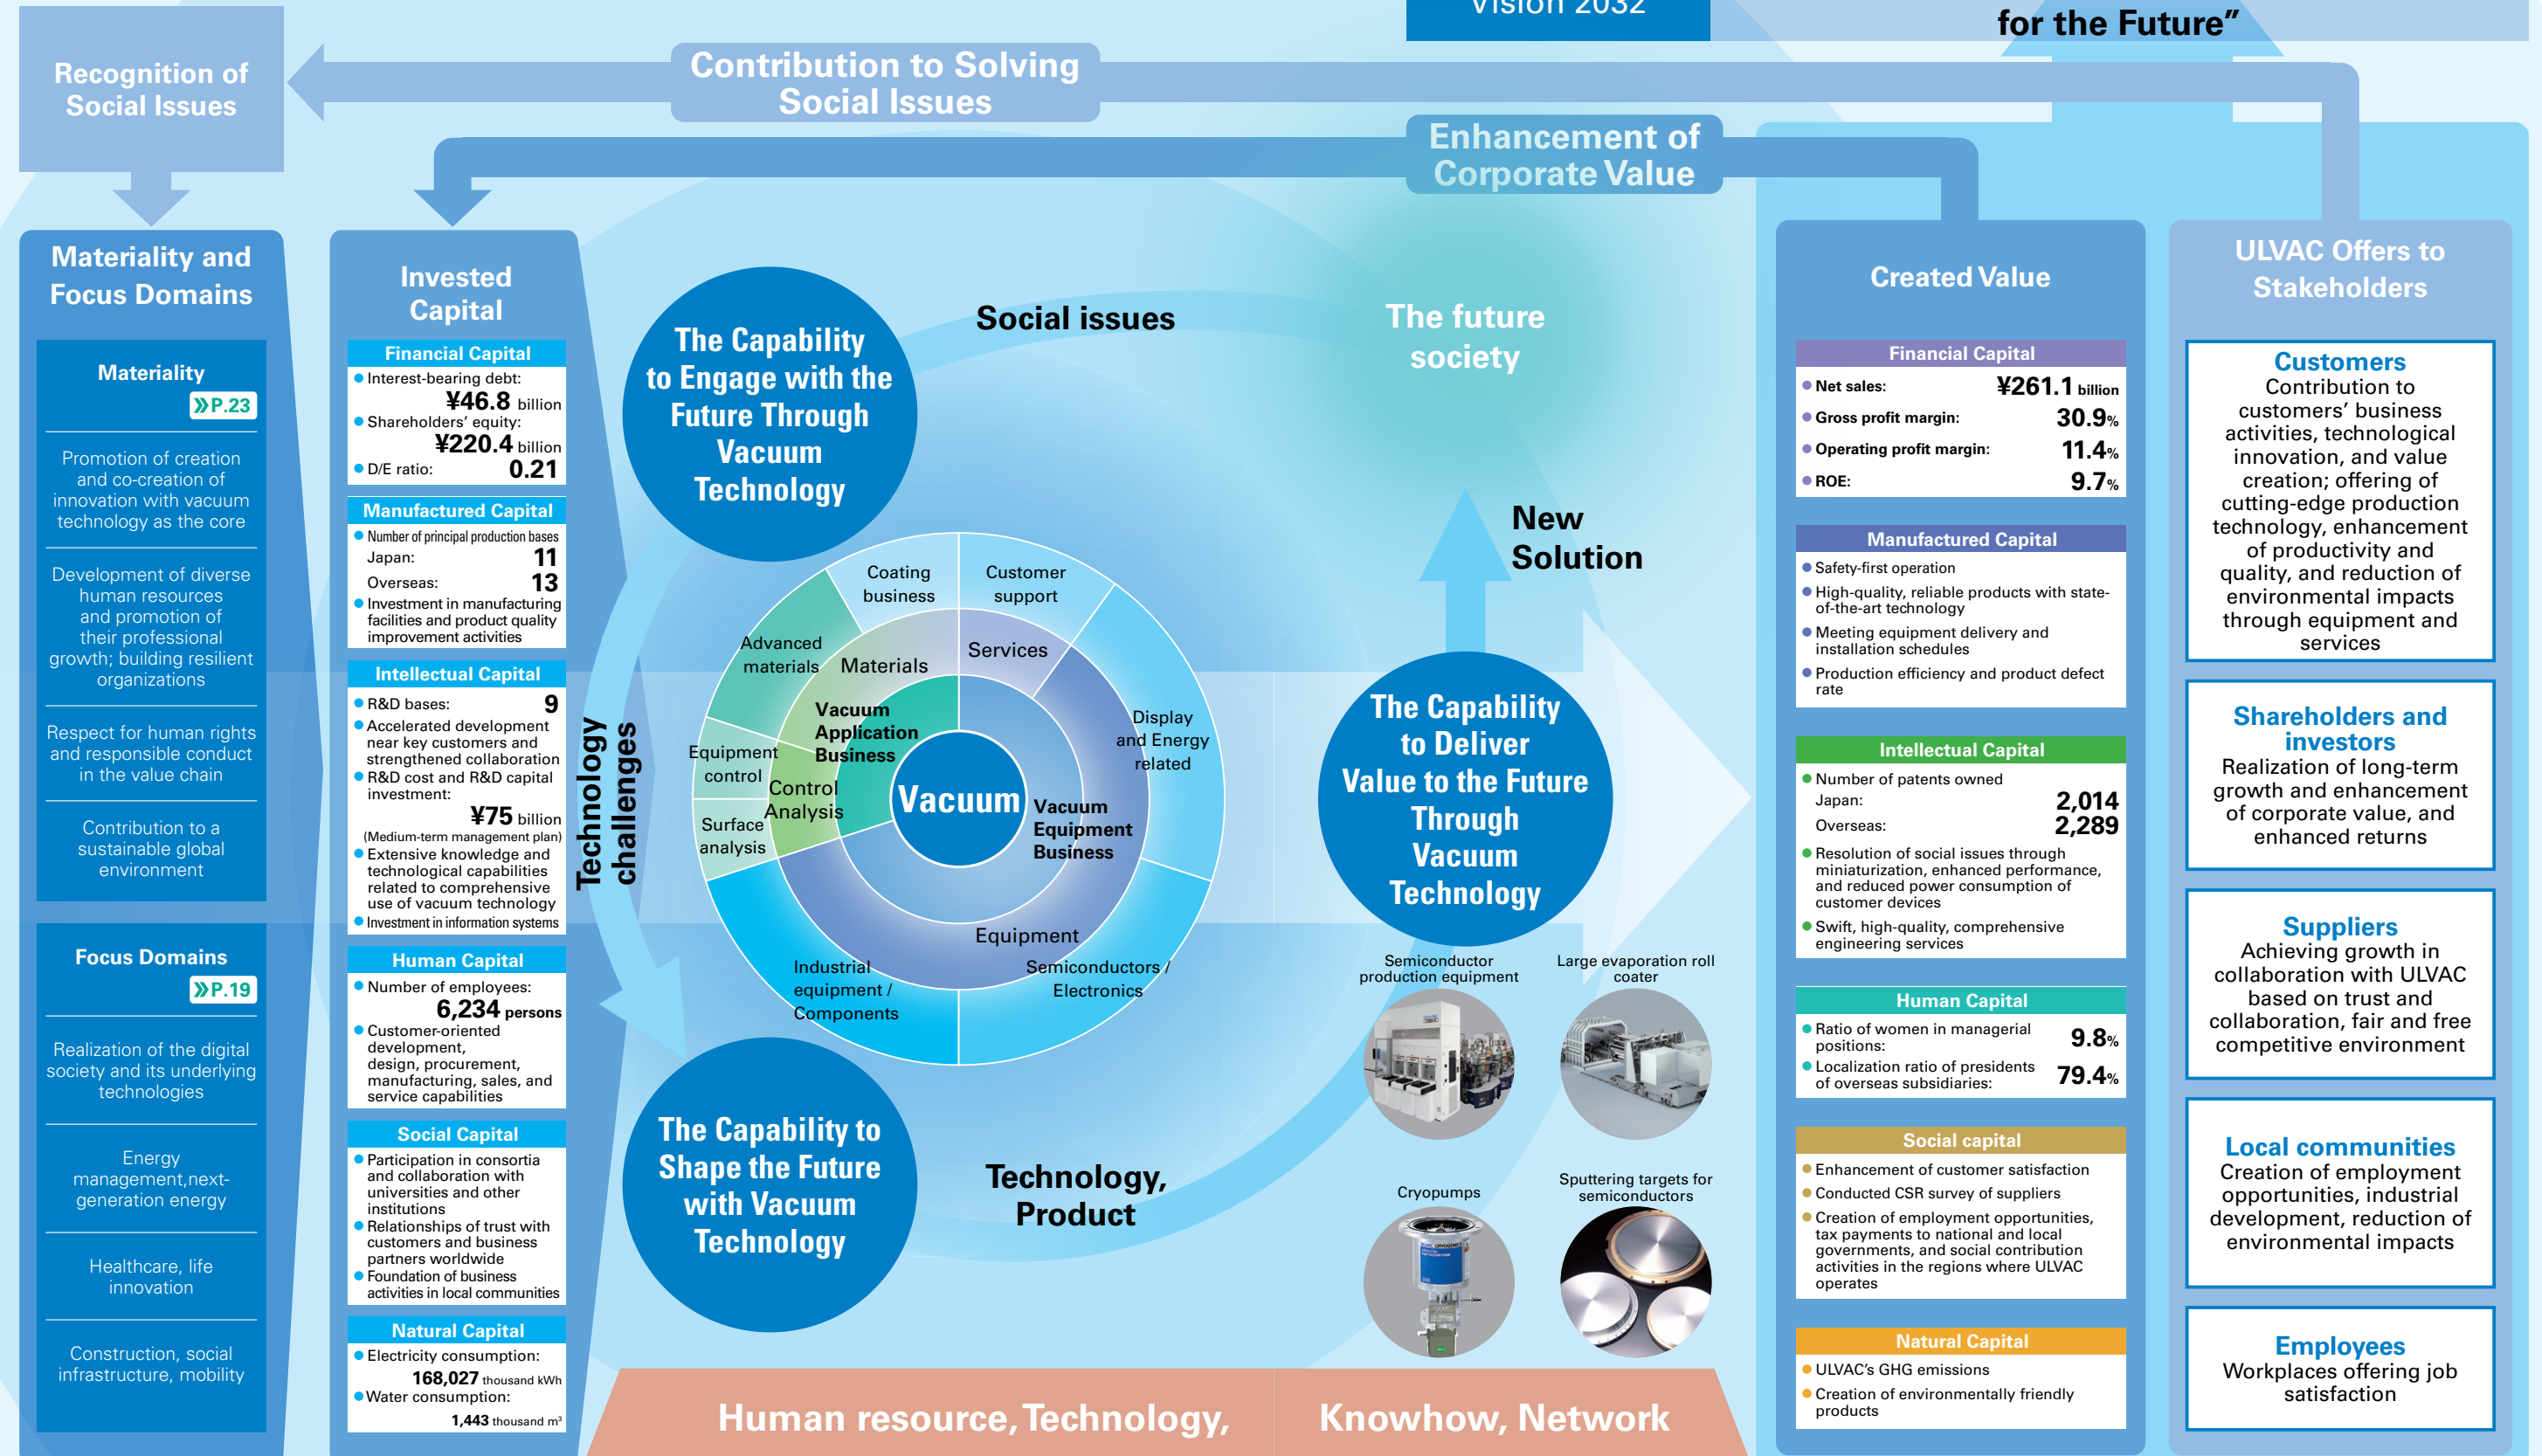 Vision 2032
for the Future”
Recognition of
Social Issues
Contribution to Solving
Social Issues
Enhancement of
Corporate Value
Materiality and
Focus Domains
Materiality
P.23
Promotion of creation
and co-creation of
innovation with vacuum
technology as the core
Development of diverse
human resources
and promotion of
their professional
growth; building resilient
organizations
Respect for human rights
and responsible conduct
in the value chain
Contribution to a
sustainable global
environment
Focus Domains
P.19
Realization of the digital
society and its underlying
technologies
Energy
management,next-
generation energy
Healthcare, life
innovation
Construction, social
infrastructure, mobility
Invested
Capital
Financial Capital
Interest-bearing debt:
¥46.8 billion
Shareholders’ equity:
¥220.4 billion
D/E ratio: 0.21
Manufactured Capital
Number of principal production bases
Japan: 11
Overseas: 13
Investment in manufacturing
facilities and product quality
improvement activities
Intellectual Capital
R&D bases: 9
Accelerated development
near key customers and
strengthened collaboration
R&D cost and R&D capital
investment:
¥75 billion
(Medium-term management plan)
Extensive knowledge and
technological capabilities
related to comprehensive
use of vacuum technology
Investment in information systems
Human Capital
Number of employees:
6,234 persons
Customer-oriented
development,
design, procurement,
manufacturing, sales, and
service capabilities
Social Capital
Participation in consortia
and collaboration with
universities and other
institutions
Relationships of trust with
customers and business
partners worldwide
Foundation of business
activities in local communities
Natural Capital
Electricity consumption:
168,027 thousand kWh
Water consumption:
1,443 thousand m³
The Capability
to Engage with the
Future Through
Vacuum
Technology
Social issues
The future
society
New
Solution
Technology
challenges
Coating
business
Customer
support
Advanced
materials
Materials
Services
Vacuum
Application
Business
Display
and Energy
related
Equipment
control
Control
Analysis
Vacuum
Vacuum
Equipment
Business
Surface
analysis
Equipment
Industrial
equipment /
Components
Semiconductors /
Electronics
The Capability
to Deliver
Value to the Future
Through
Vacuum
Technology
The Capability to
Shape the Future
with Vacuum
Technology
Technology,
Product
Semiconductor
production equipment
Large evaporation roll
coater
Cryopumps
Sputtering targets for
semiconductors
Human resource, Technology,
Knowhow, Network
Created Value
Financial Capital
Net sales: ¥261.1 billion
Gross profit margin: 30.9%
Operating profit margin: 11.4%
ROE: 9.7%
Manufactured Capital
Safety-first operation
High-quality, reliable products with state-
of-the-art technology
Meeting equipment delivery and
installation schedules
Production efficiency and product defect
rate
Intellectual Capital
Number of patents owned
Japan: 2,014
Overseas: 2,289
Resolution of social issues through
miniaturization, enhanced performance,
and reduced power consumption of
customer devices
Swift, high-quality, comprehensive
engineering services
Human Capital
Ratio of women in managerial
positions: 9.8%
Localization ratio of presidents
of overseas subsidiaries: 79.4%
Social capital
Enhancement of customer satisfaction
Conducted CSR survey of suppliers
Creation of employment opportunities,
tax payments to national and local
governments, and social contribution
activities in the regions where ULVAC
operates
Natural Capital
ULVAC’s GHG emissions
Creation of environmentally friendly
products
ULVAC Offers to
Stakeholders
Customers
Contribution to
customers’ business
activities, technological
innovation, and value
creation; offering of
cutting-edge production
technology, enhancement
of productivity and
quality, and reduction of
environmental impacts
through equipment and
services
Shareholders and
investors
Realization of long-term
growth and enhancement
of corporate value, and
enhanced returns
Suppliers
Achieving growth in
collaboration with ULVAC
based on trust and
collaboration, fair and free
competitive environment
Local communities
Creation of employment
opportunities, industrial
development, reduction of
environmental impacts
Employees
Workplaces offering job
satisfaction